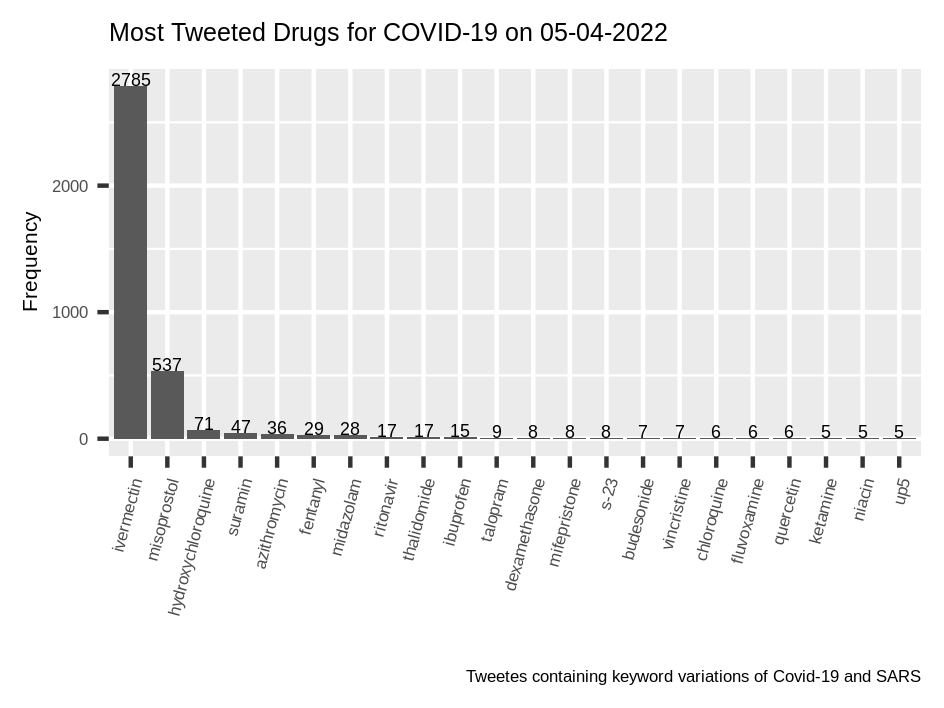 Most Tweeted Drugs for COVID-19 on 05-04-2022
2785
537
71
47
36
29
28
17
17
15
9
8
8
8
7
7
6
6
6
5
5
5
2000
1000
0
Frequency
ivermectin
misoprostol
hydroxychloroquine
suramin
azithromycin
fentanyl
midazolam
ritonavir
thalidomide
ibuprofen
talopram
dexamethasone
mifepristone
s-23
budesonide
vincristine
chloroquine
fluvoxamine
quercetin
ketamine
niacin
up5
Tweetes containing keyword variations of Covid-19 and SARS